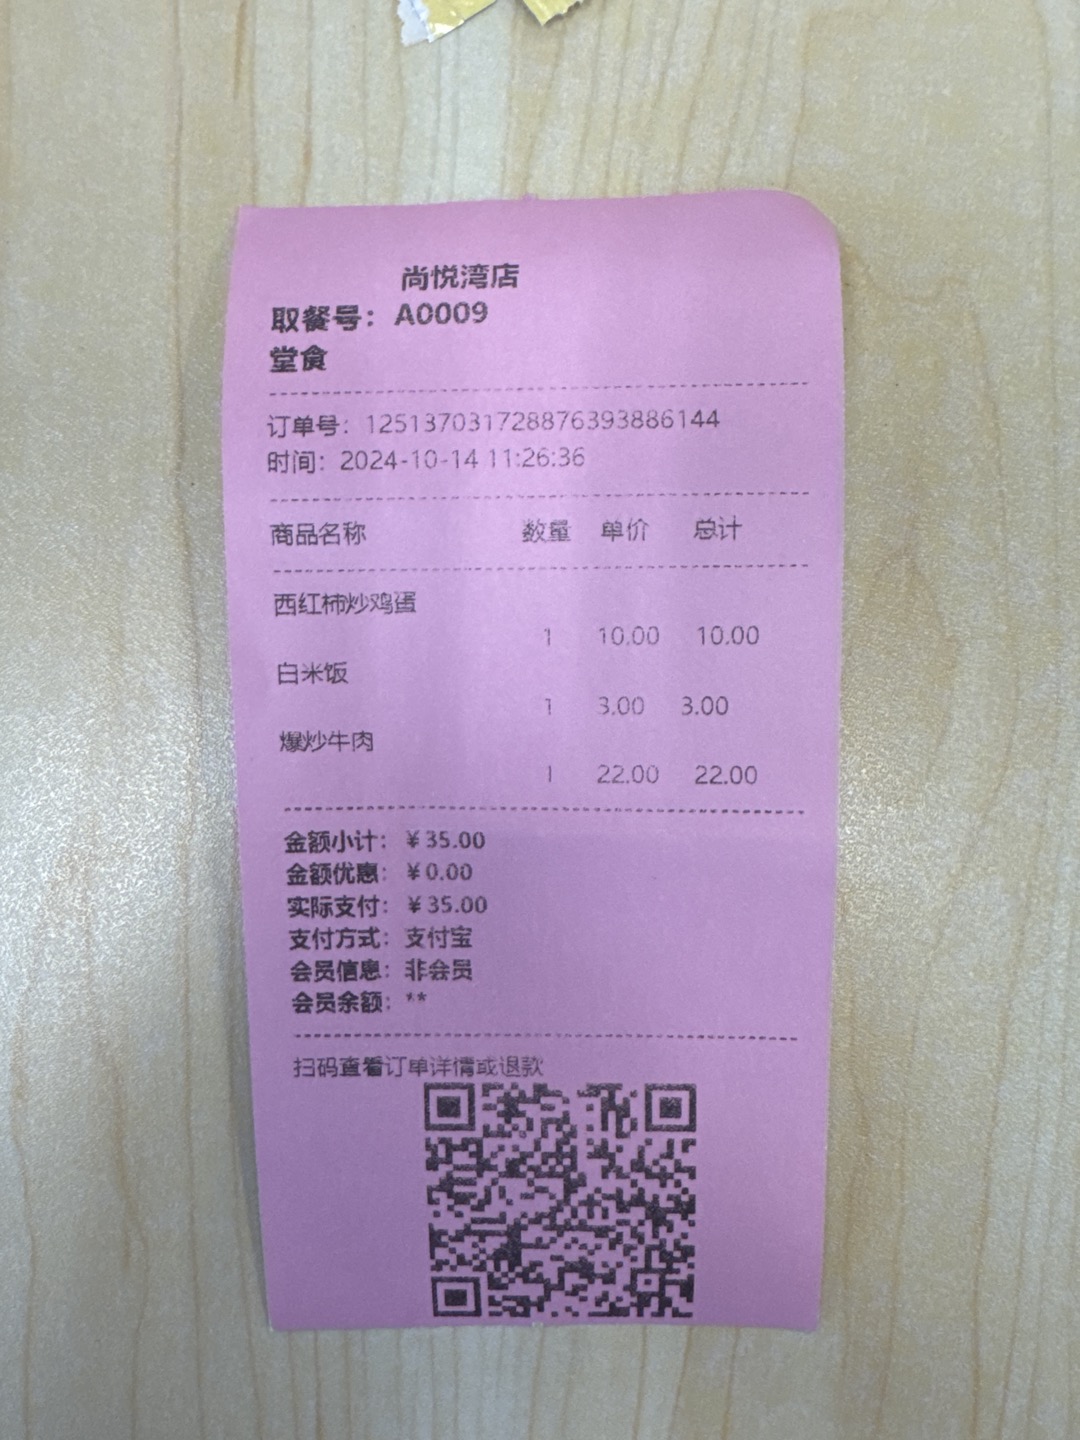 尚悦湾店
取餐号：A0009
堂食
订单号：1251370317288763938​86144
时间：2024-10-14 11:26:36
商品名称 数量 单价 总计
西红柿炒鸡蛋
1 10.00 10.00
白米饭
1 3.00 3.00
爆炒牛肉
1 22.00 22.00
金额小计：￥35.00
金额优惠：￥0.00
实际支付：￥35.00
支付方式：支付宝
会员信息：非会员
会员余额：**
扫码查看订单详情或退款